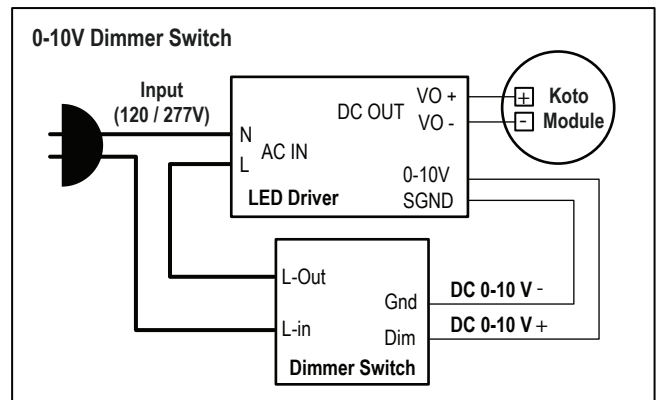 0-10V Dimmer Switch
Input
(120 / 277V)
N
AC IN
L
LED Driver
DC OUT
VO +
VO -
0-10V
SGND
+
Koto
-
Module
L-Out
L-in
Gnd
Dim
Dimmer Switch
DC 0-10 V -
DC 0-10 V +